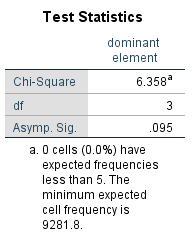 Test Statistics
dominant
element
Chi-Square 6.358a
df 3
Asymp. Sig. .095
a. 0 cells (0.0%) have
expected frequencies
less than 5. The
minimum expected
cell frequency is
9281.8.